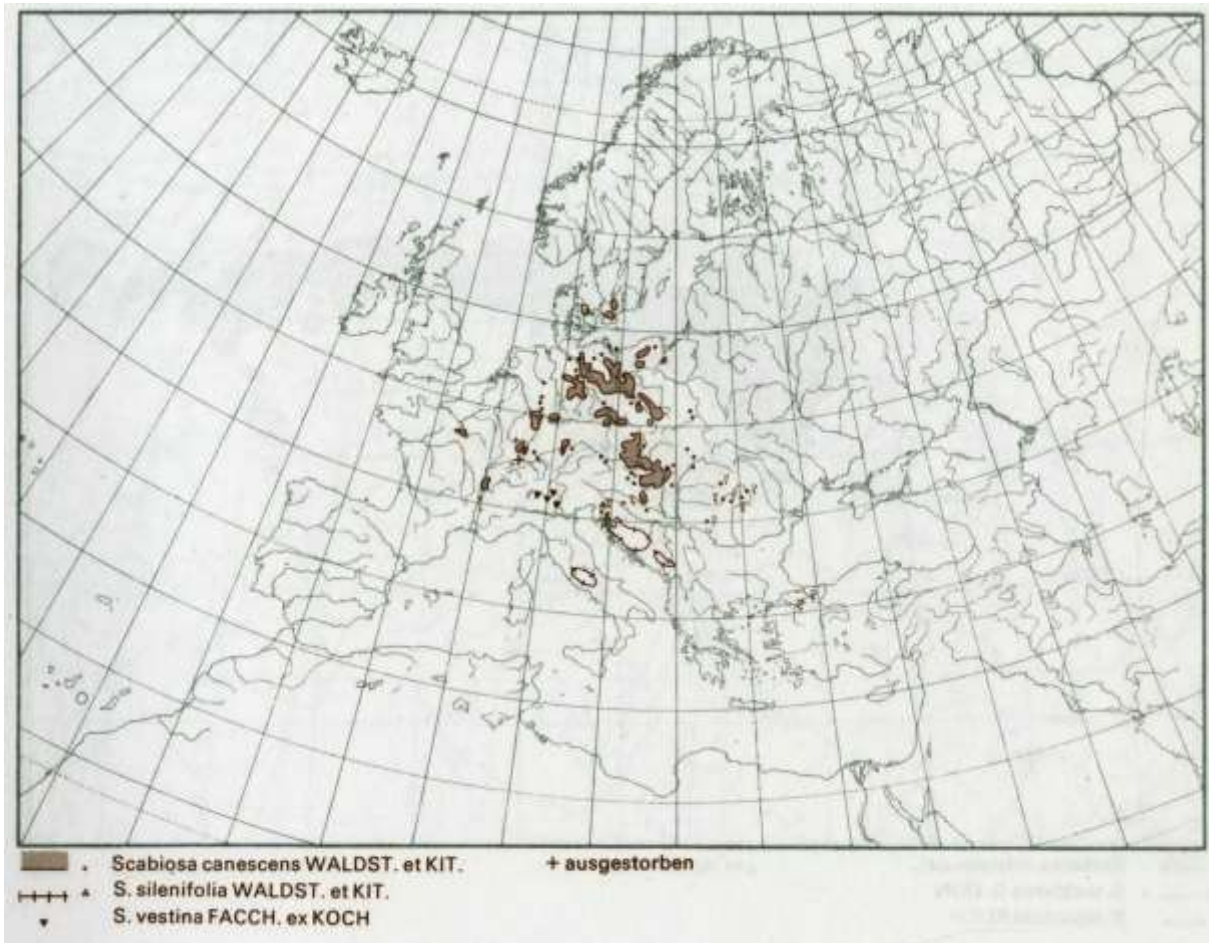 Scabiosa canescens WALDST. et KIT. + ausgestorben
S. silenifolia WALDST. et KIT.
S. vestina FACCH. ex KOCH